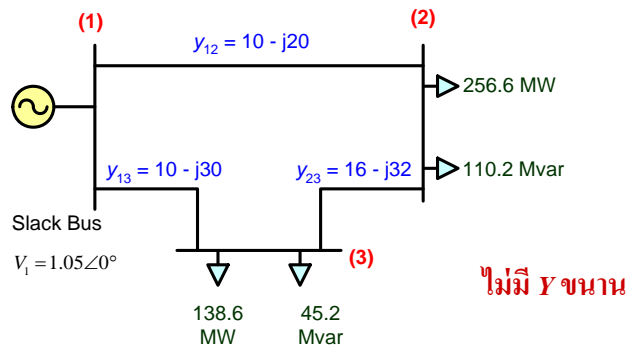 (1)
(2)
y12 = 10 - j20
256.6 MW
y13 = 10 - j30
y23 = 16 - j32
110.2 Mvar
Slack Bus
V1 = 1.05∠0°
(3)
138.6
MW
45.2
Mvar
ไม่มี Y ขนาน